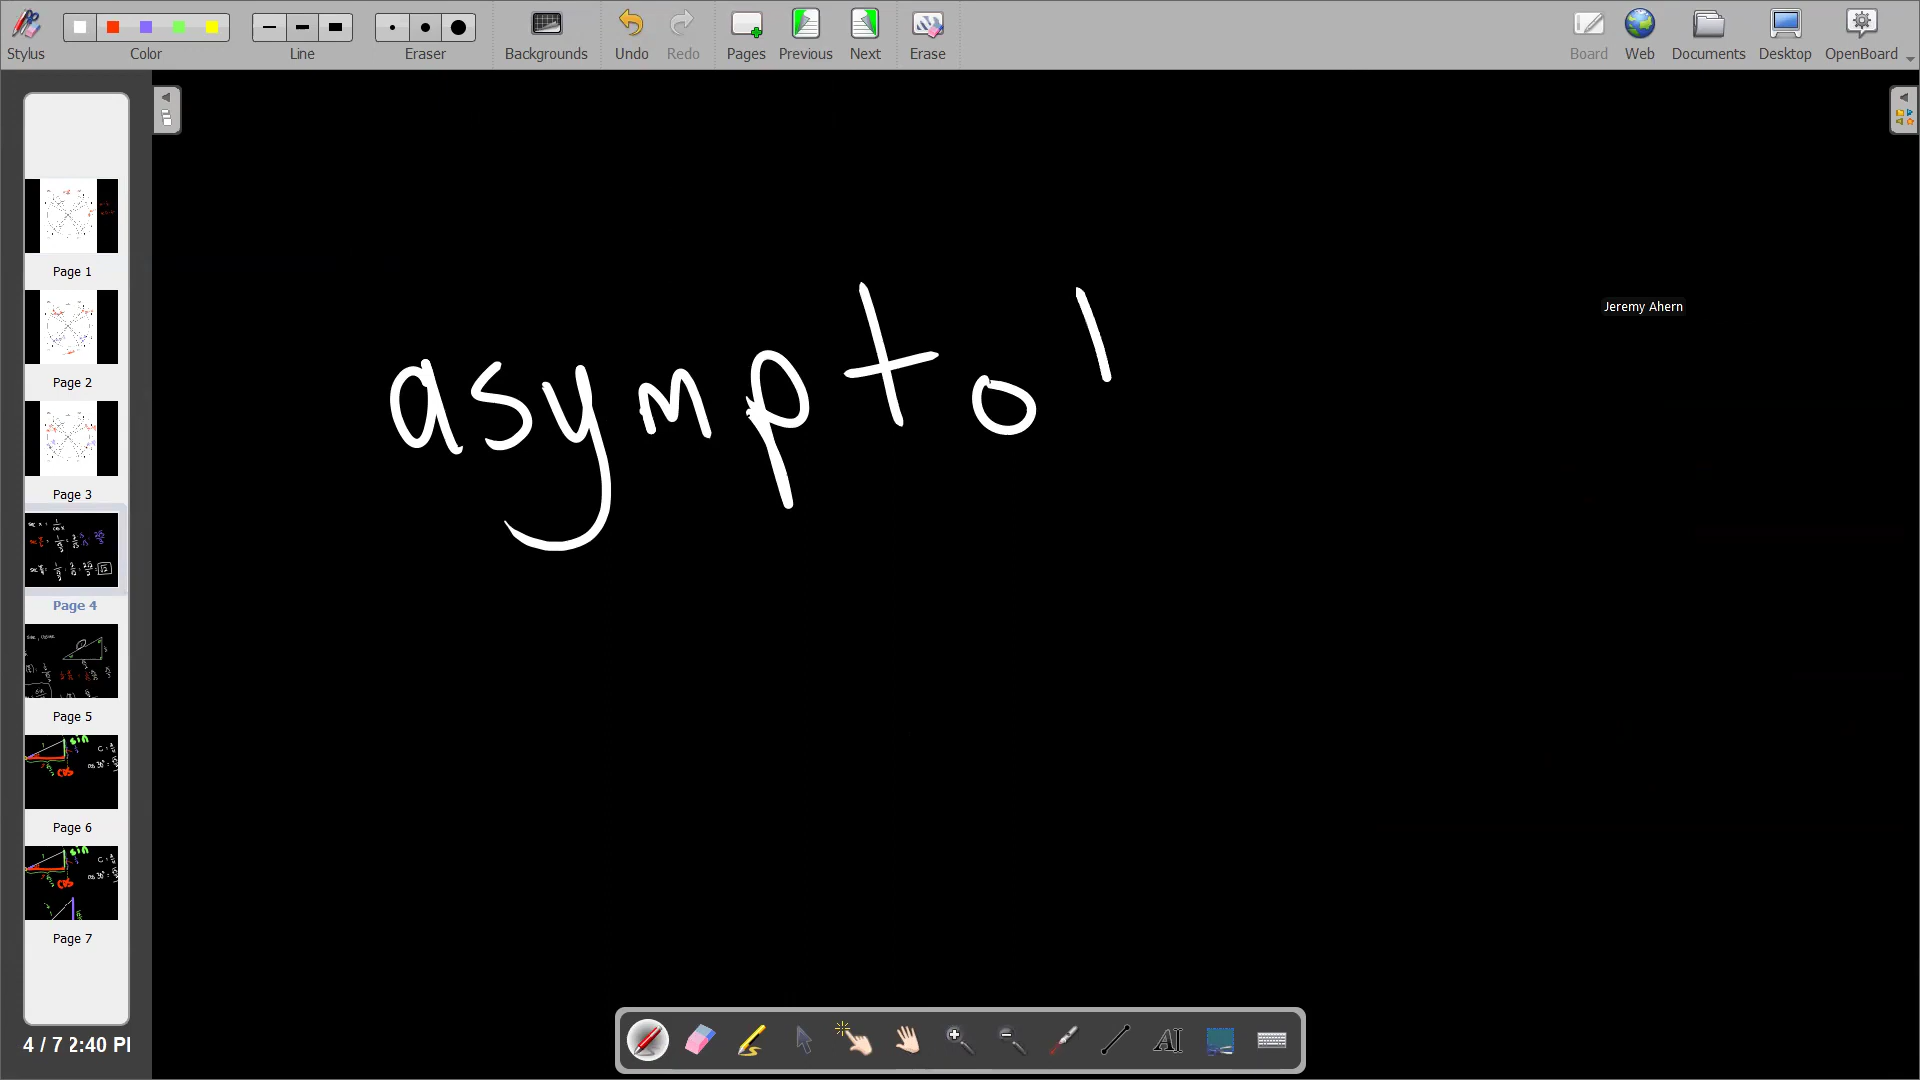 Stylus Color Line Eraser Backgrounds Undo Redo Pages Previous Next Erase Board Web Documents Desktop OpenBoard
Page 1
Page 2
Page 3
Page 4
Page 5
Page 6
Page 7
4 / 7 2:40 P
asympto
Jeremy Ahern